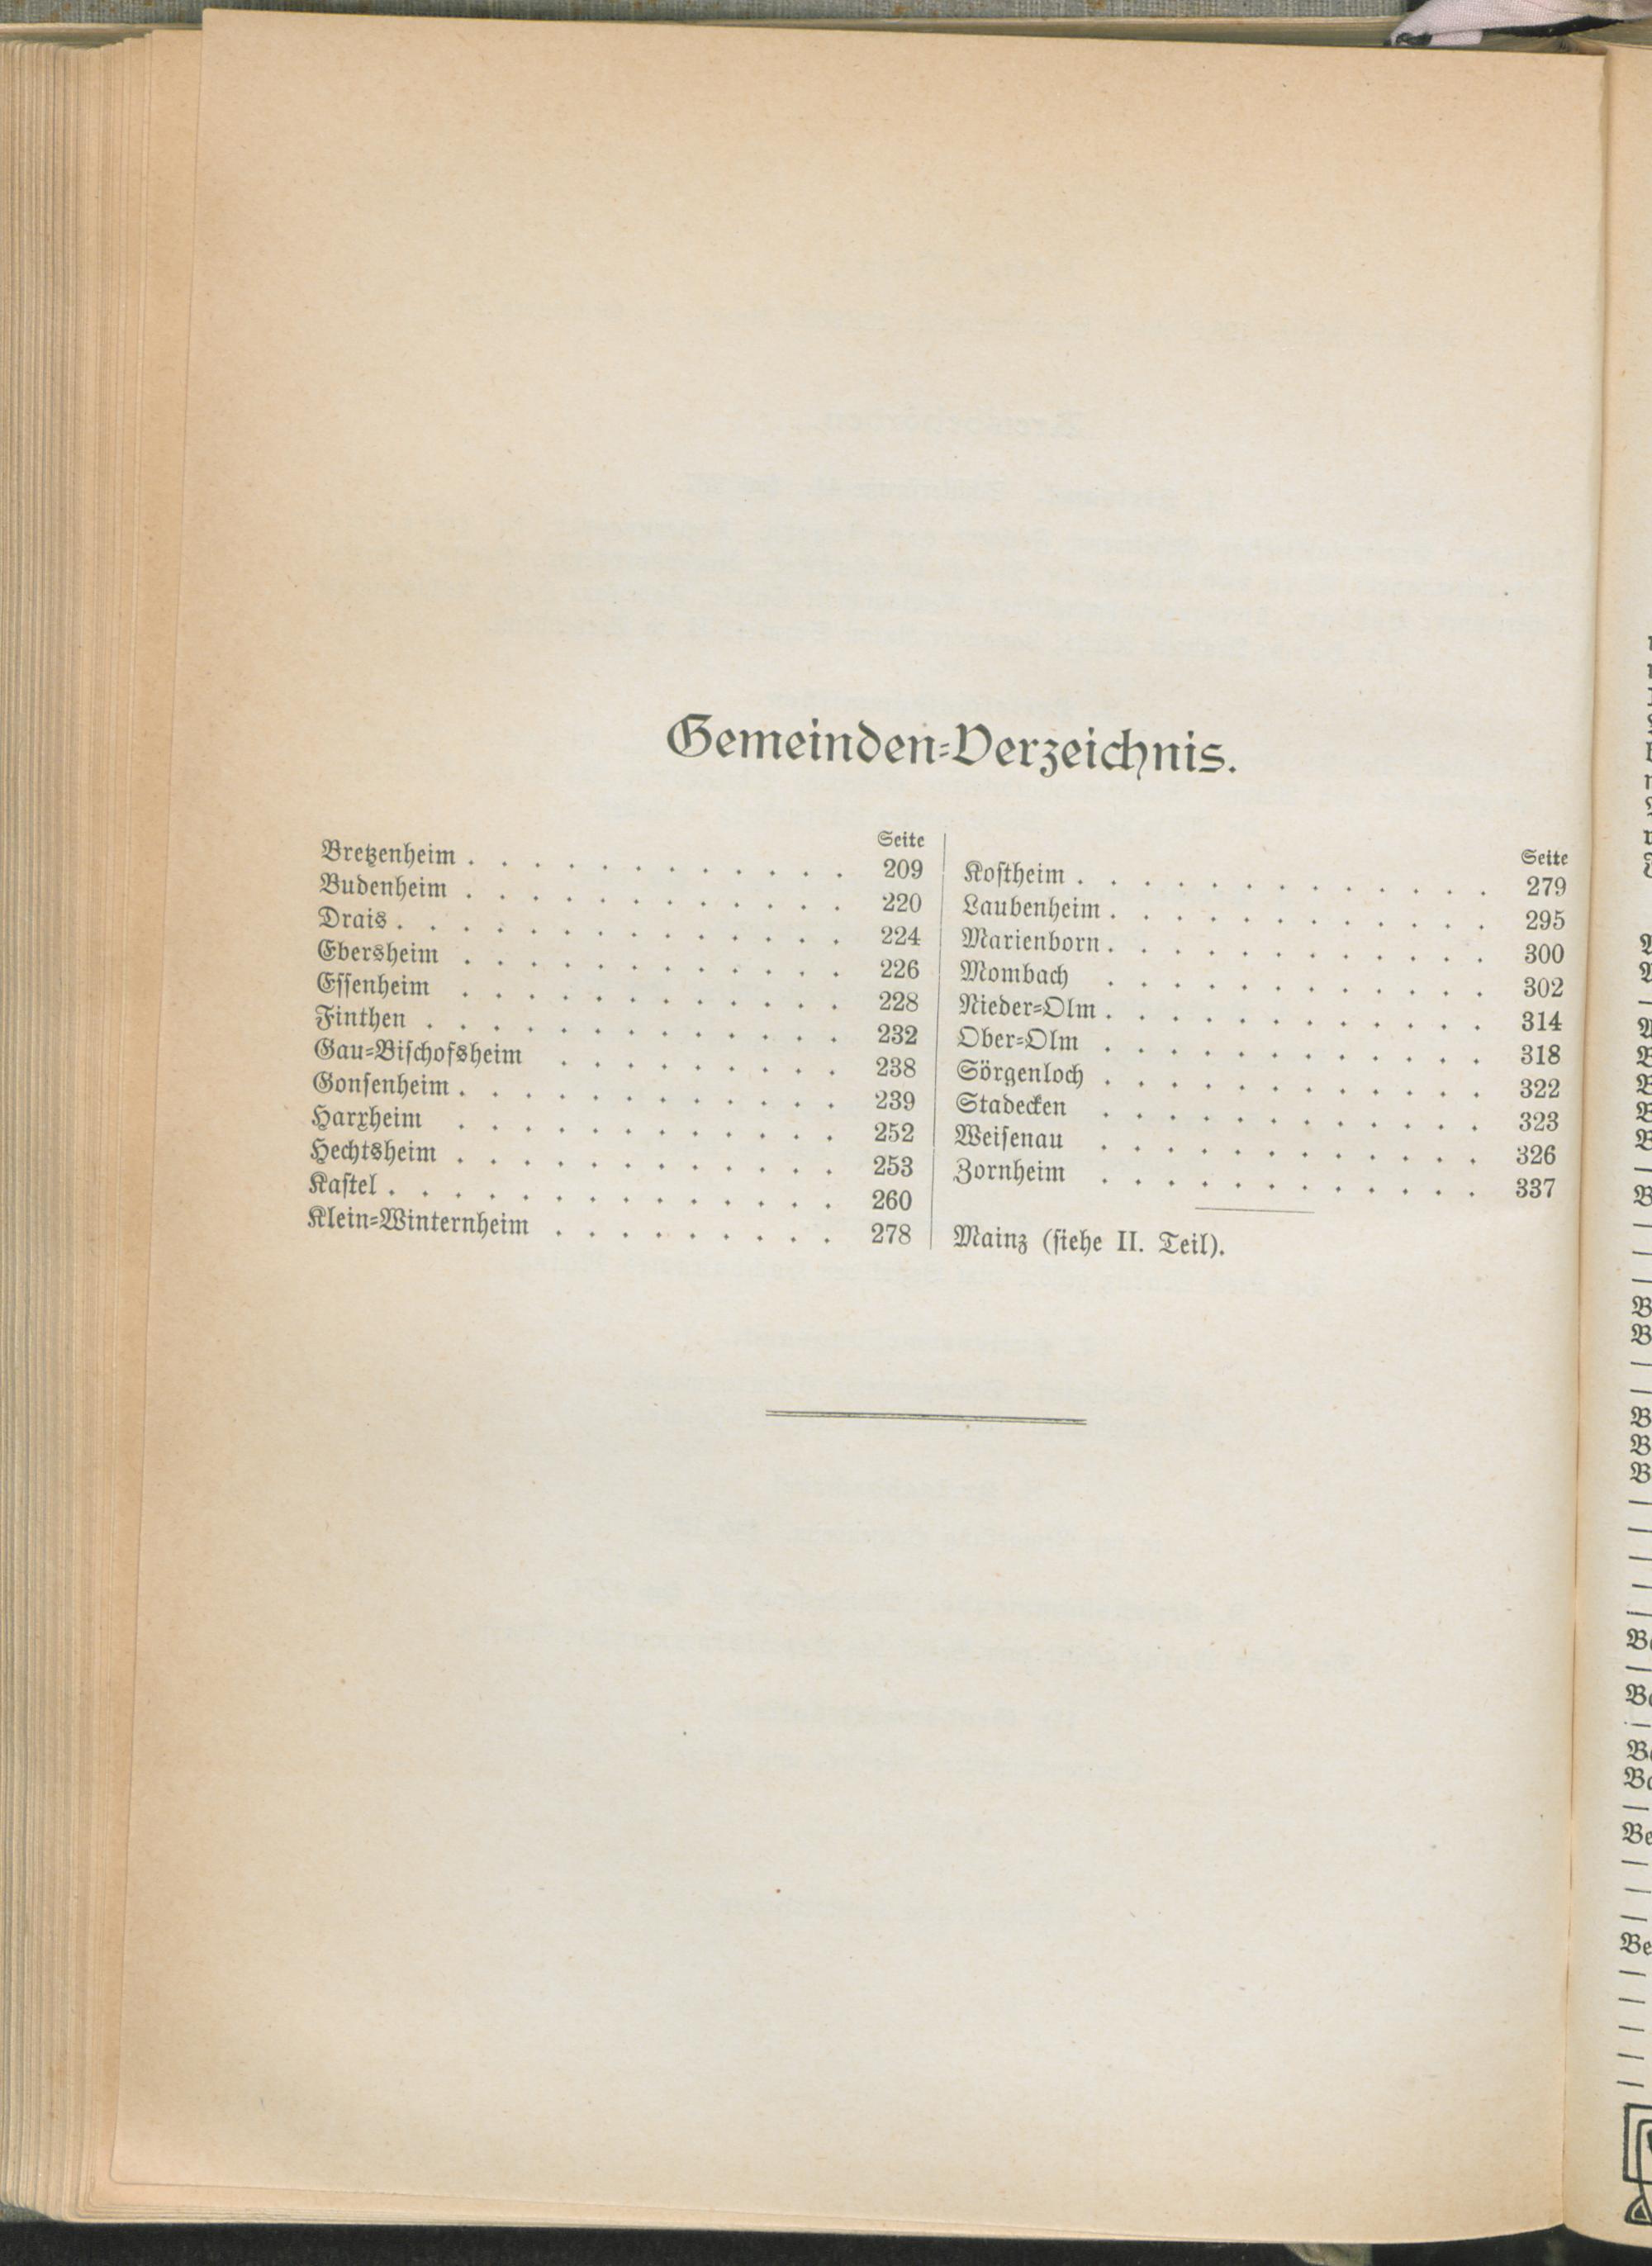 Gemeinden-Verzeichnis.
Seite
Bretzenheim . . . . . . . . . . . . 209
Budenheim . . . . . . . . . . . . 220
Drais . . . . . . . . . . . . . . 224
Ebersheim . . . . . . . . . . . . 226
Essenheim . . . . . . . . . . . . 228
Finthen . . . . . . . . . . . . . 232
Gau-Bischofsheim . . . . . . . . . 238
Gonsenheim . . . . . . . . . . . . 239
Harxheim . . . . . . . . . . . . 252
Hechtsheim . . . . . . . . . . . . 253
Kastel . . . . . . . . . . . . . . 260
Klein-Winternheim . . . . . . . . . 278
Seite
Kostheim . . . . . . . . . . . . . 279
Laubenheim . . . . . . . . . . . . 295
Marienborn . . . . . . . . . . . . 300
Mombach . . . . . . . . . . . . 302
Nieder-Olm . . . . . . . . . . . . 314
Ober-Olm . . . . . . . . . . . . 318
Sörgenloch . . . . . . . . . . . . 322
Stadecken . . . . . . . . . . . . 323
Weisenau . . . . . . . . . . . . 326
Zornheim . . . . . . . . . . . . 337
Mainz (siehe II. Teil).